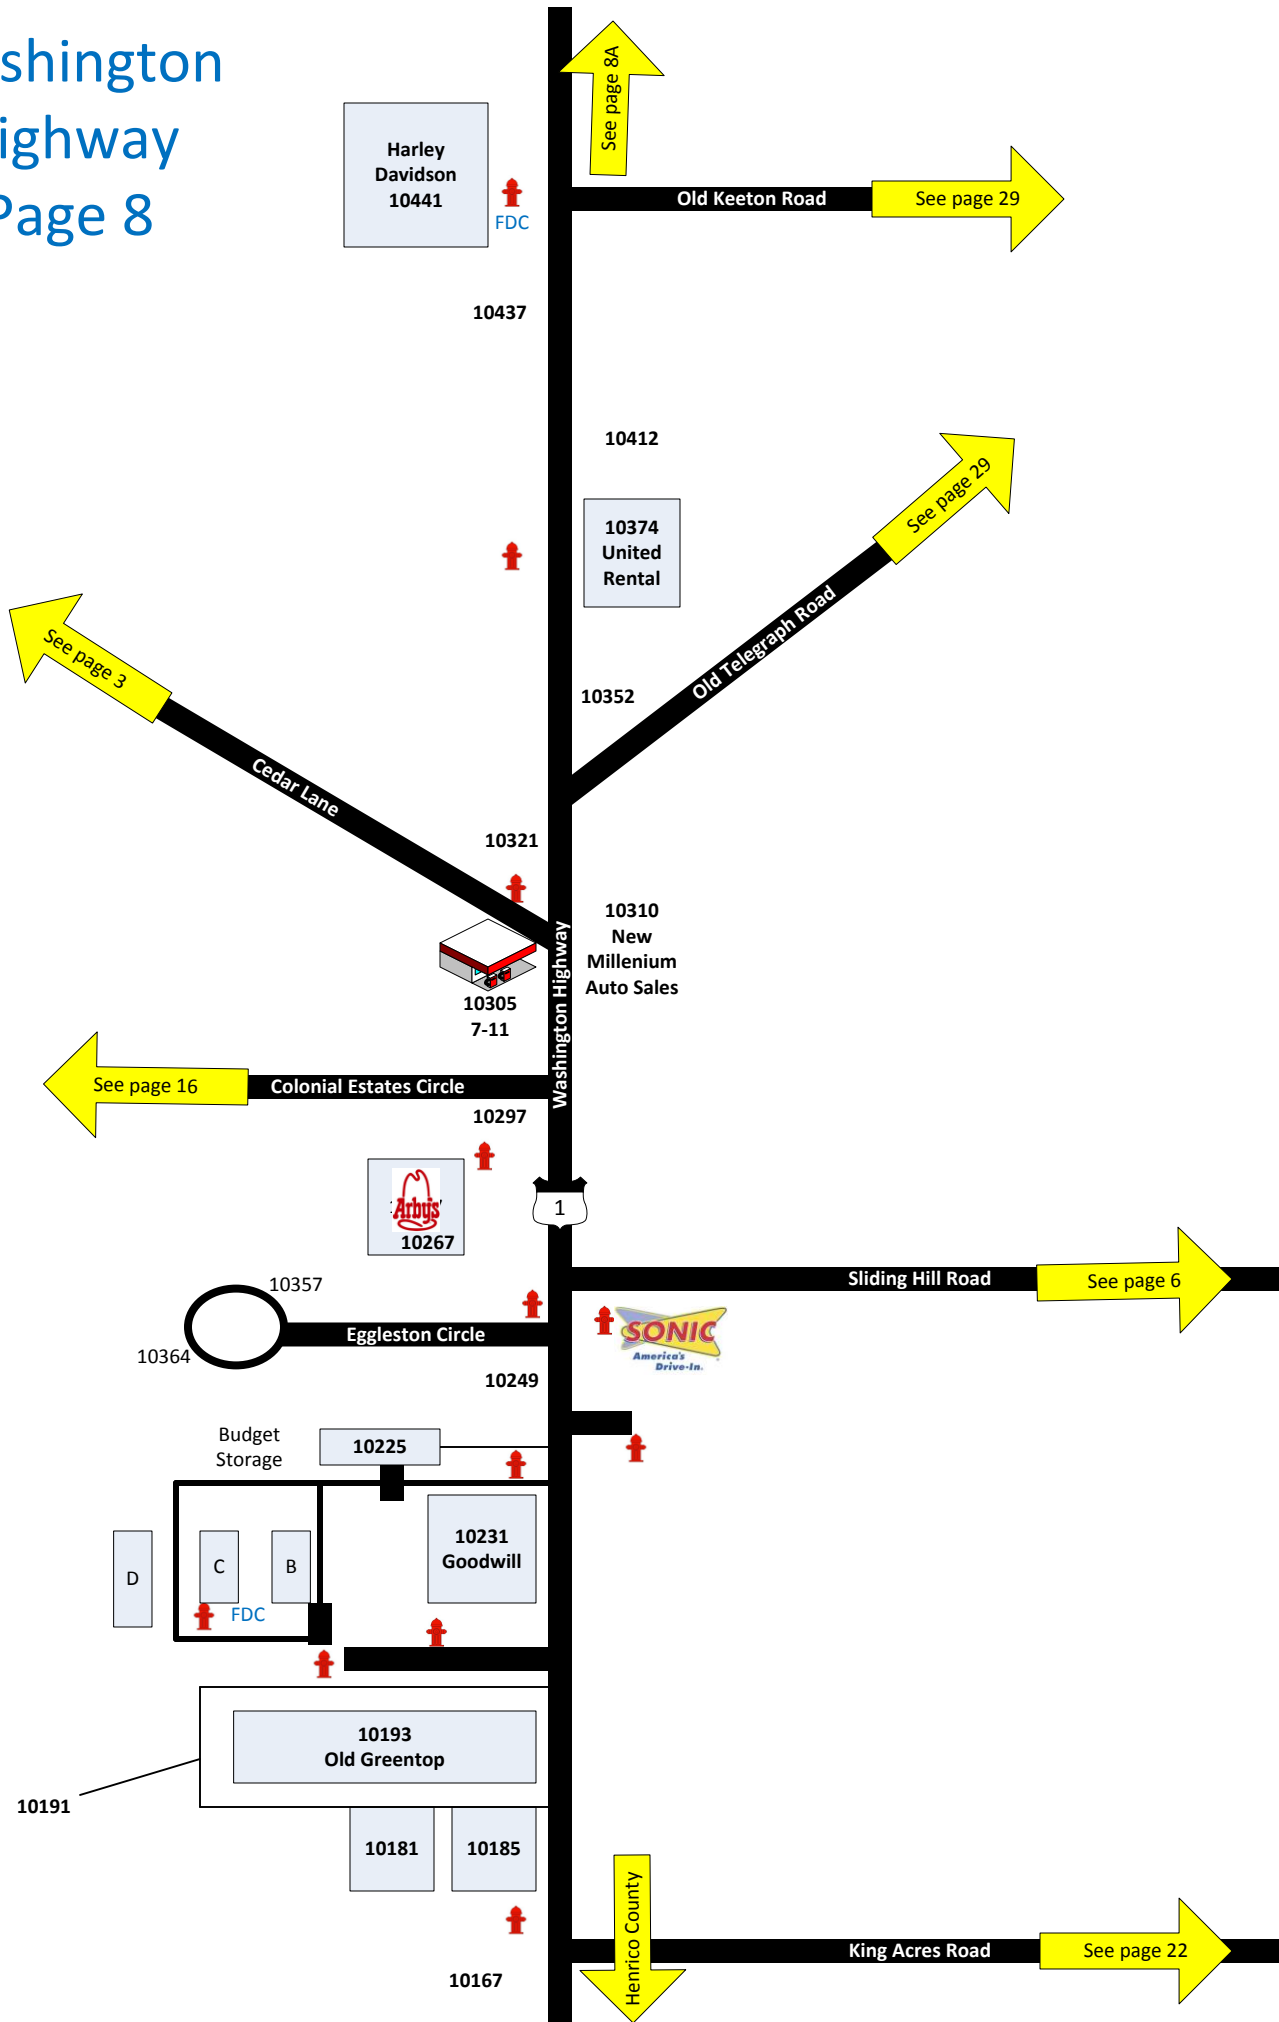 shington
ighway
Page 8
See page 8A
Harley
Davidson
10441
FDC
Old Keeton Road
See page 29
10437
10412
See page 29
10374
United
Rental
Old Telegraph Road
See page 3
10352
Cedar Lane
10321
10310
New
Millenium
Auto Sales
Washington Highway
10305
7-11
See page 16
Colonial Estates Circle
10297
Arby's
10267
1
Sliding Hill Road
See page 6
10357
Eggleston Circle
10364
SONIC
America's
Drive-In.
10249
Budget
Storage
10225
10231
Goodwill
D
C
B
FDC
10193
Old Greentop
10191
10181
10185
Henrico County
King Acres Road
See page 22
10167